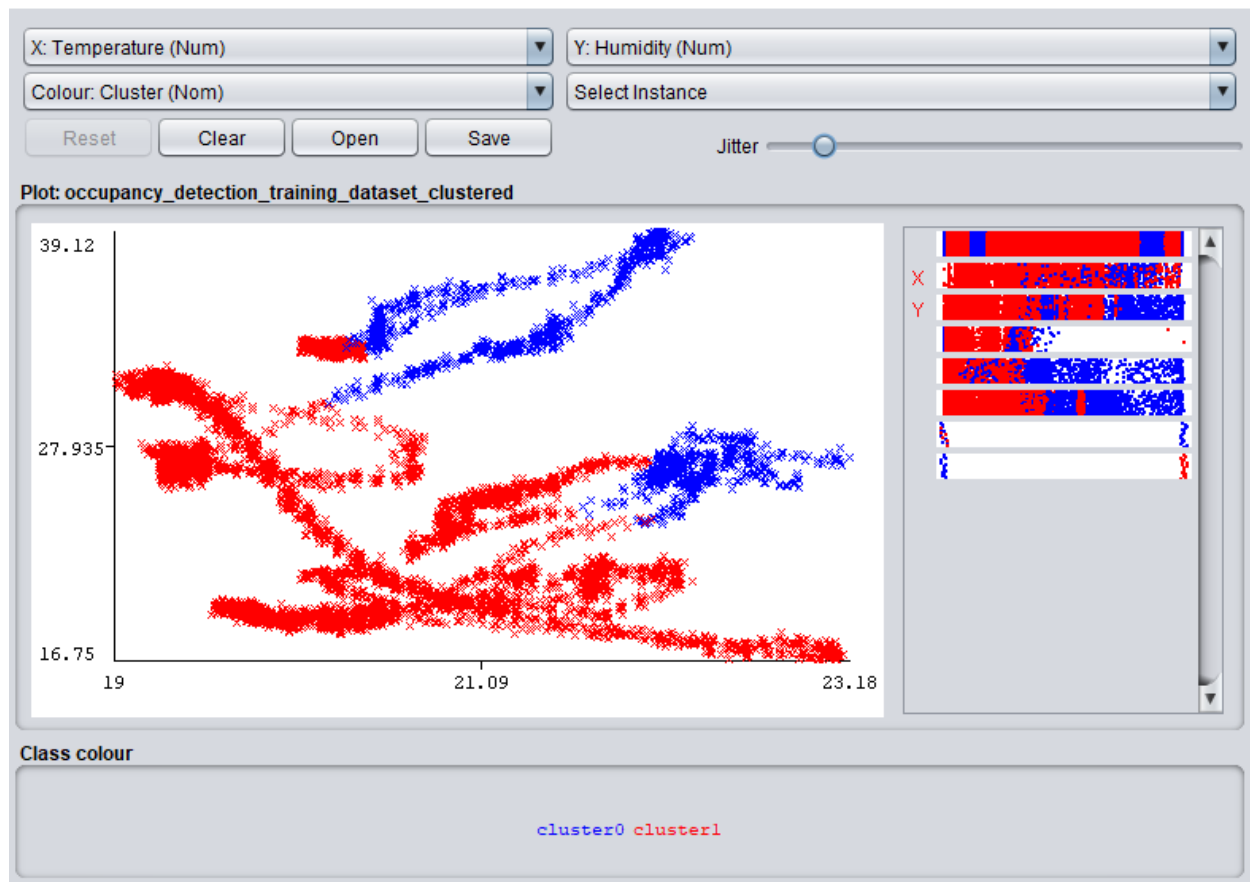 X: Temperature (Num) Y: Humidity (Num)
Colour: Cluster (Nom) Select Instance
Reset Clear Open Save Jitter
Plot: occupancy_detection_training_dataset_clustered
39.12
X
Y
27.935
16.75
19 21.09 23.18
Class colour
cluster0 cluster1